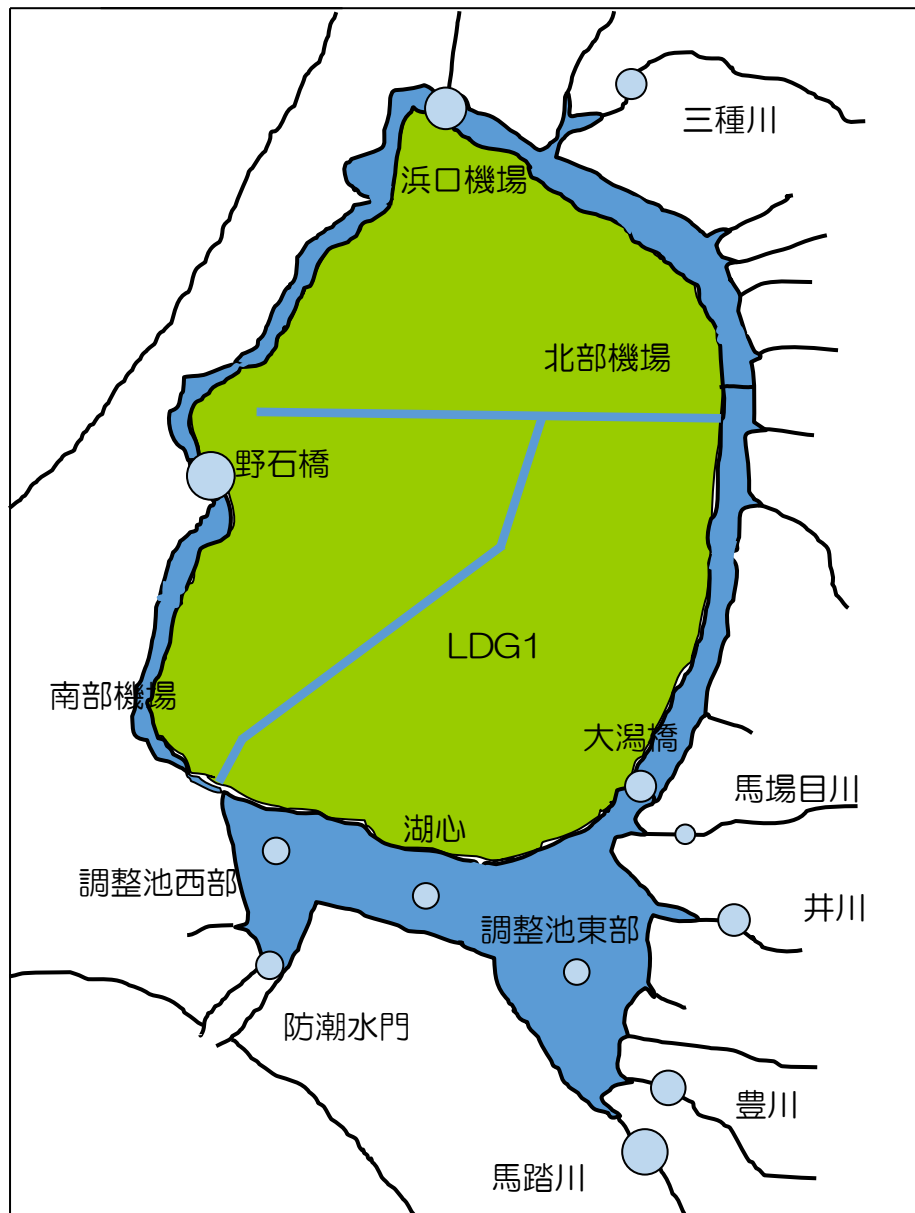 三種川
浜口機場
北部機場
野石橋
LDG1
南部機場
大潟橋
馬場目川
湖心
調整池西部
井川
調整池東部
防潮水門
豊川
馬踏川